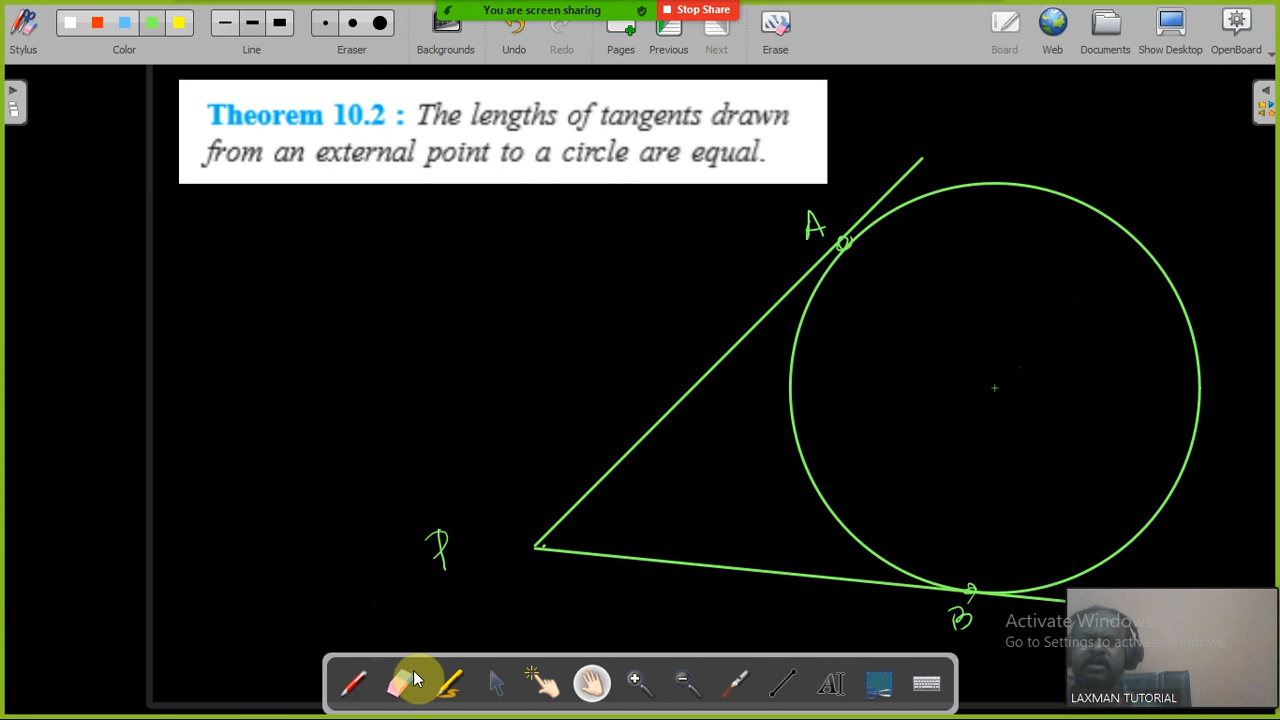 You are screen sharing
Stop Share
Stylus
Color
Line
Eraser
Backgrounds
Undo
Redo
Pages
Previous
Next
Erase
Board
Web
Documents
Show Desktop
OpenBoard
Theorem 10.2 : The lengths of tangents drawn
from an external point to a circle are equal.
A
P
B
Activate Windows
Go to Settings to activate Windows.
AI
LAXMAN TUTORIAL